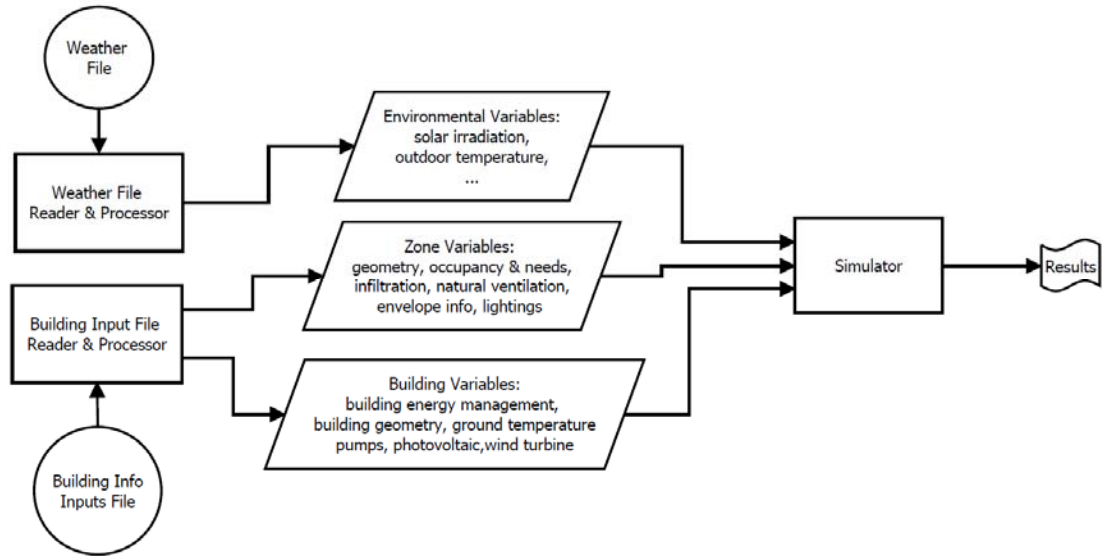 Weather
File
Weather File
Reader & Processor
Environmental Variables:
solar irradiation,
outdoor temperature,
...
Zone Variables:
geometry, occupancy & needs,
infiltration, natural ventilation,
envelope info, lightings
Building Input File
Reader & Processor
Building Variables:
building energy management,
building geometry, ground temperature
pumps, photovoltaic,wind turbine
Building Info
Inputs File
Simulator
Results